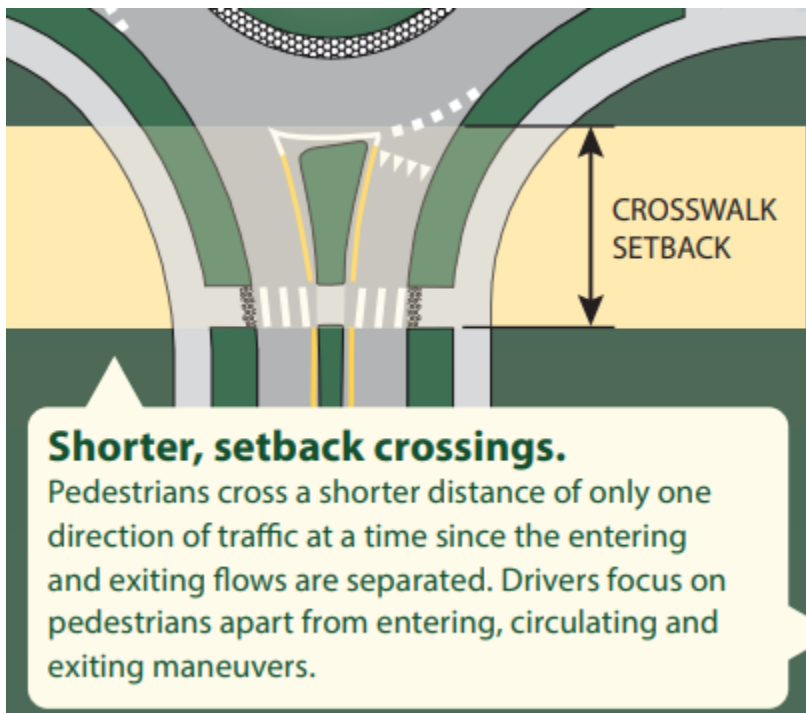 CROSSWALK
SETBACK
Shorter, setback crossings.
Pedestrians cross a shorter distance of only one
direction of traffic at a time since the entering
and exiting flows are separated. Drivers focus on
pedestrians apart from entering, circulating and
exiting maneuvers.